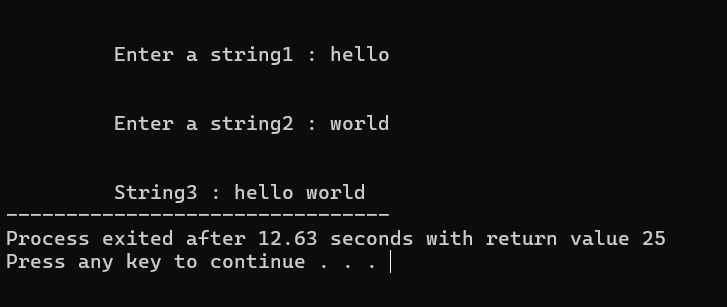 Enter a string1 : hello
Enter a string2 : world
String3 : hello world
--------------------------------
Process exited after 12.63 seconds with return value 25
Press any key to continue . . .